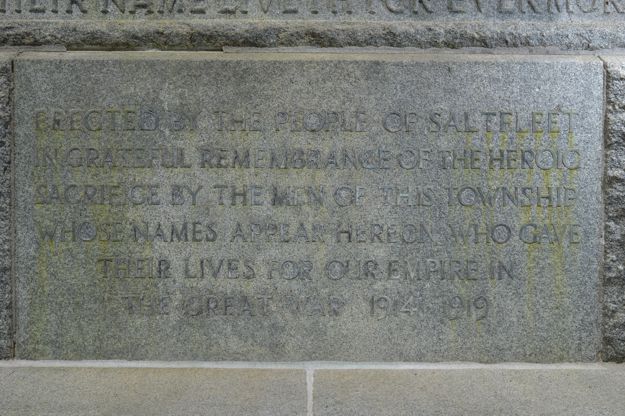 THEIR NAME LIVETH FOR EVERMORE
ERECTED BY THE PEOPLE OF SALTFLEET
IN GRATEFUL REMEMBRANCE OF THE HEROIC
SACRIFICE BY THE MEN OF THIS TOWNSHIP
WHOSE NAMES APPEAR HEREON WHO GAVE
THEIR LIVES FOR OUR EMPIRE IN
THE GREAT WAR 1914 1919